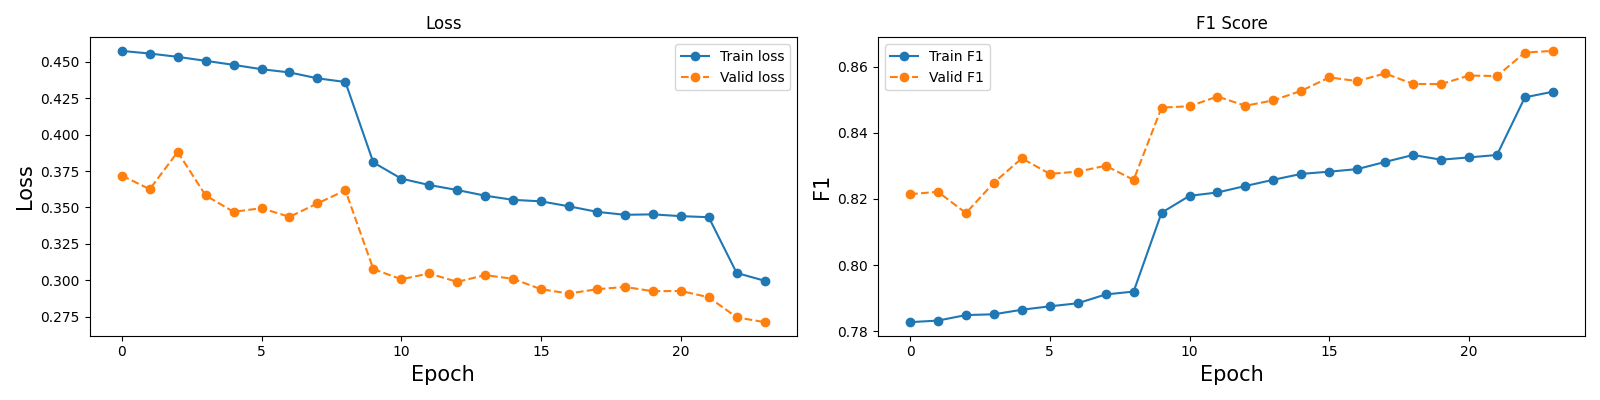 Loss
Train loss
Valid loss
0.450
0.425
0.400
0.375
0.350
0.325
0.300
0.275
Loss
0 5 10 15 20
Epoch
F1 Score
Train F1
Valid F1
0.86
0.84
0.82
0.80
0.78
F1
0 5 10 15 20
Epoch